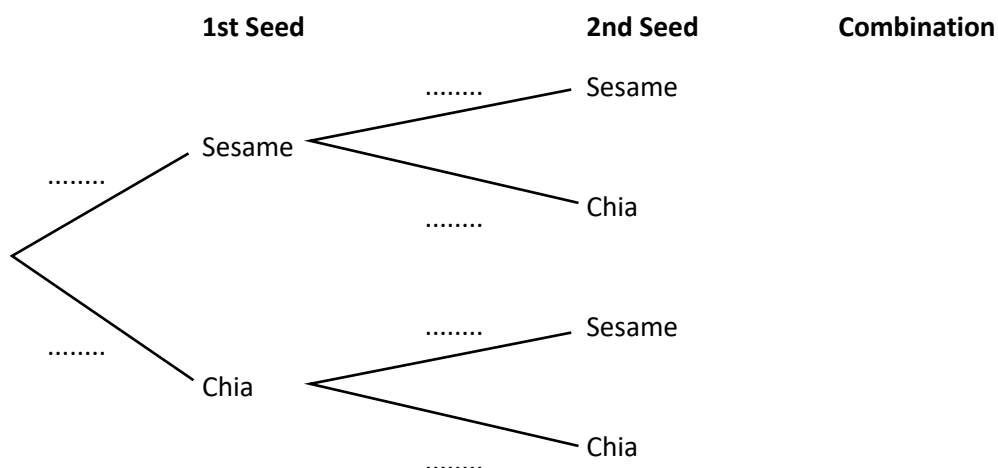 1st Seed 2nd Seed Combination
........ Sesame
Sesame
........
Chia
........
........ Sesame
........
Chia
Chia
........